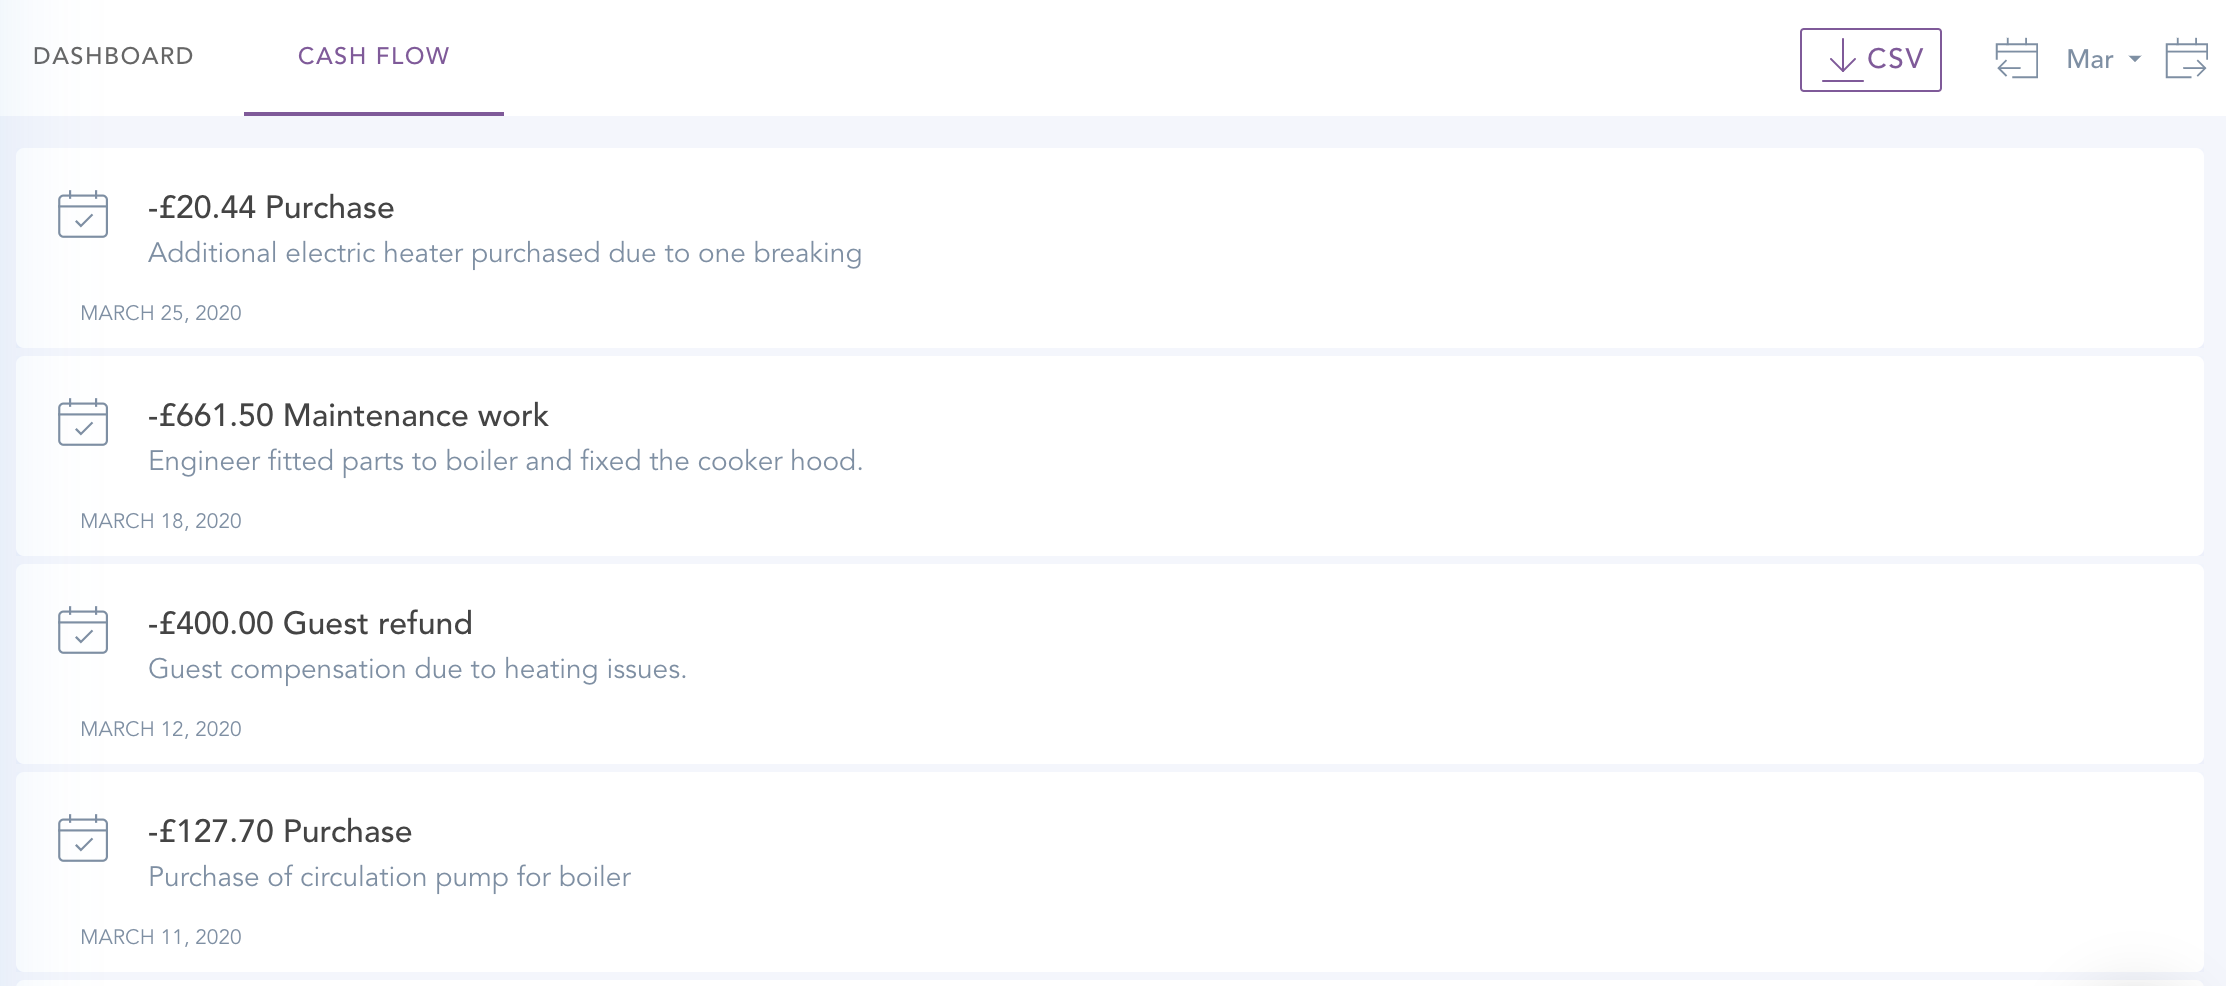 DASHBOARD CASH FLOW CSV Mar
-£20.44 Purchase
Additional electric heater purchased due to one breaking
MARCH 25, 2020
-£661.50 Maintenance work
Engineer fitted parts to boiler and fixed the cooker hood.
MARCH 18, 2020
-£400.00 Guest refund
Guest compensation due to heating issues.
MARCH 12, 2020
-£127.70 Purchase
Purchase of circulation pump for boiler
MARCH 11, 2020